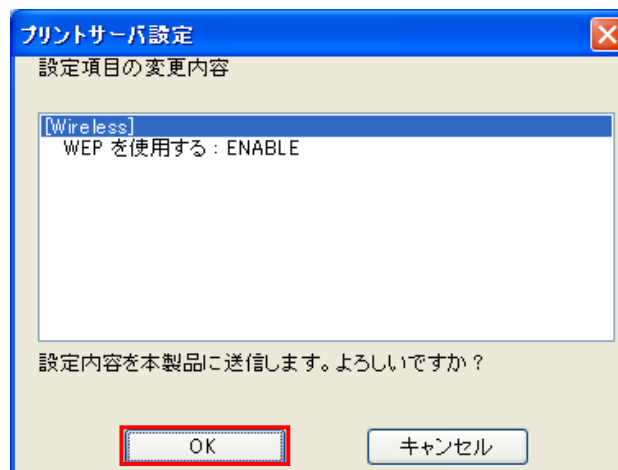 プリントサーバ設定
設定項目の変更内容
[Wireless]
WEP を使用する：ENABLE
設定内容を本製品に送信します。よろしいですか？
OK
キャンセル